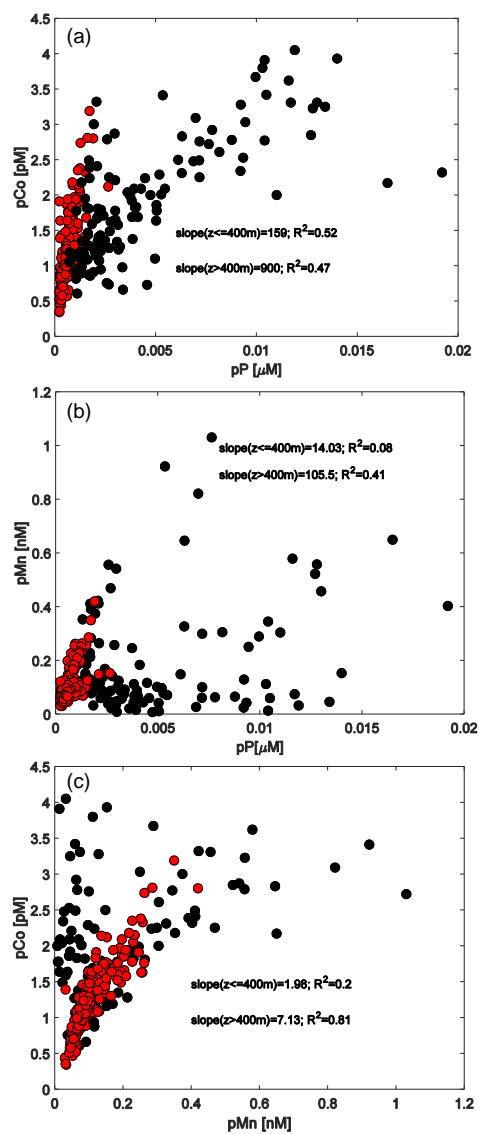 (a)
4.5
4
3.5
3
2.5
2
1.5
1
0.5
0
pCo [pM]
slope(z<=400m)=159; R²=0.52
slope(z>400m)=900; R²=0.47
0 0.005 0.01 0.015 0.02
pP [μM]
(b)
1.2
1
0.8
0.6
0.4
0.2
0
pMn [nM]
slope(z<=400m)=14.03; R²=0.08
slope(z>400m)=105.5; R²=0.41
0 0.005 0.01 0.015 0.02
pP[μM]
(c)
4.5
4
3.5
3
2.5
2
1.5
1
0.5
0
pCo [pM]
slope(z<=400m)=1.98; R²=0.2
slope(z>400m)=7.13; R²=0.81
0 0.2 0.4 0.6 0.8 1 1.2
pMn [nM]